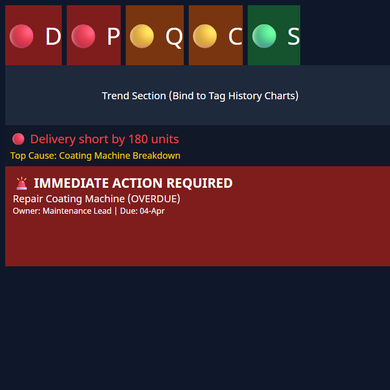 D P Q C S
Trend Section (Bind to Tag History Charts)
Delivery short by 180 units
Top Cause: Coating Machine Breakdown
IMMEDIATE ACTION REQUIRED
Repair Coating Machine (OVERDUE)
Owner: Maintenance Lead | Due: 04-Apr